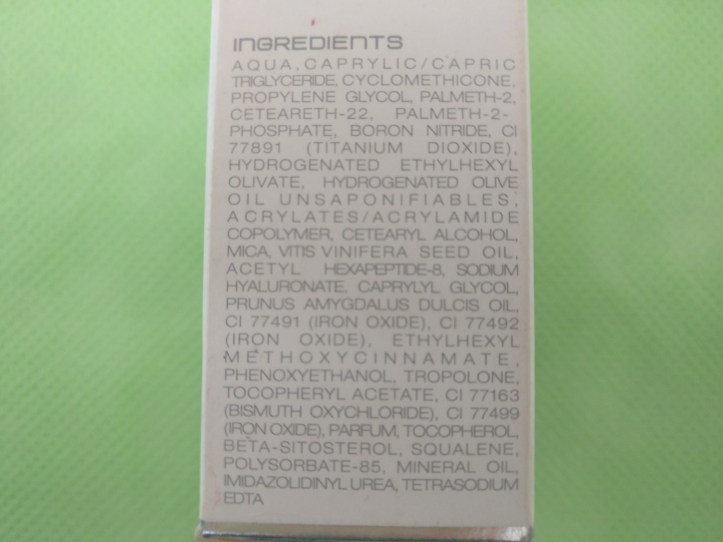 INGREDIENTS
AQUA, CAPRYLIC/CAPRIC
TRIGLYCERIDE, CYCLOMETHICONE,
PROPYLENE GLYCOL, PALMETH-2,
CETEARETH-22, PALMETH-2-
PHOSPHATE, BORON NITRIDE, CI
77891 (TITANIUM DIOXIDE),
HYDROGENATED ETHYLHEXYL
OLIVATE, HYDROGENATED OLIVE
OIL UNSAPONIFIABLES,
ACRYLATES/ACRYLAMIDE
COPOLYMER, CETEARYL ALCOHOL,
MICA, VITIS VINIFERA SEED OIL,
ACETYL HEXAPEPTIDE-8, SODIUM
HYALURONATE, CAPRYLYL GLYCOL,
PRUNUS AMYGDALUS DULCIS OIL,
CI 77491 (IRON OXIDE), CI 77492
(IRON OXIDE), ETHYLHEXYL
METHOXYCINNAMATE,
PHENOXYETHANOL, TROPOLONE,
TOCOPHERYL ACETATE, CI 77163
(BISMUTH OXYCHLORIDE), CI 77499
(IRON OXIDE), PARFUM, TOCOPHEROL,
BETA-SITOSTEROL, SQUALENE,
POLYSORBATE-85, MINERAL OIL,
IMIDAZOLIDINYL UREA, TETRASODIUM
EDTA